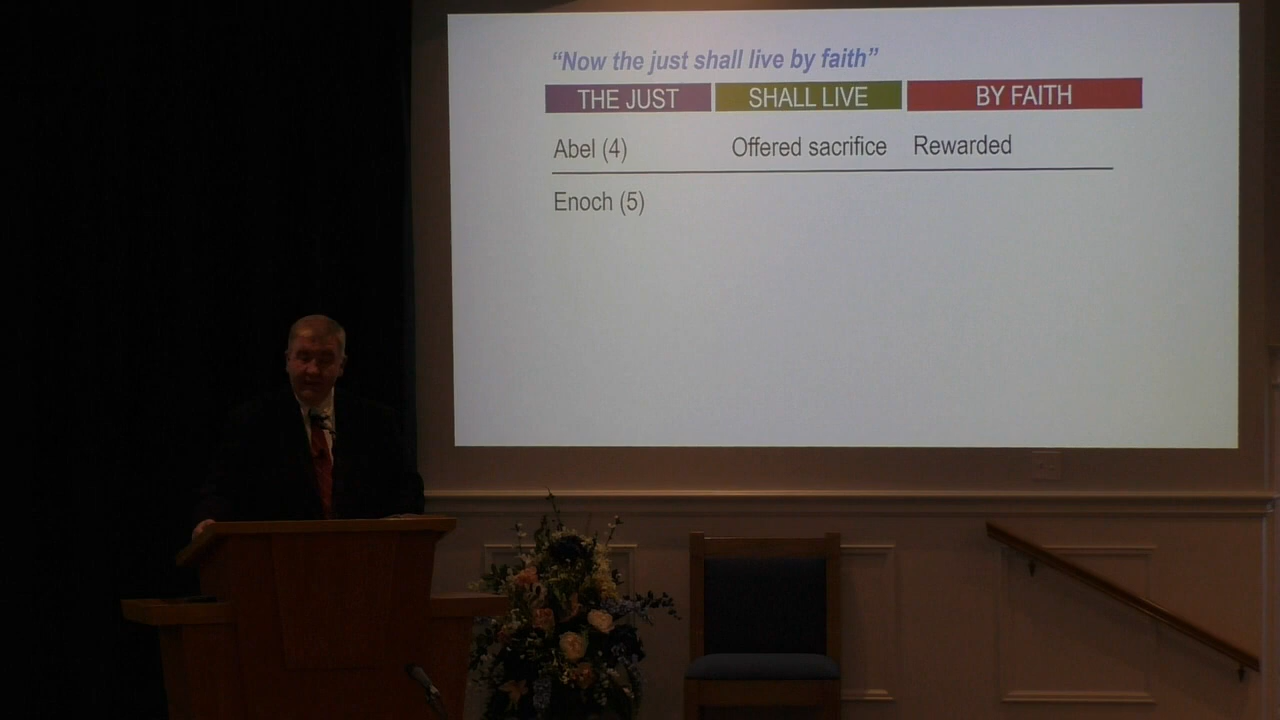 “Now the just shall live by faith”
THE JUST SHALL LIVE BY FAITH
Abel (4) Offered sacrifice Rewarded
Enoch (5)